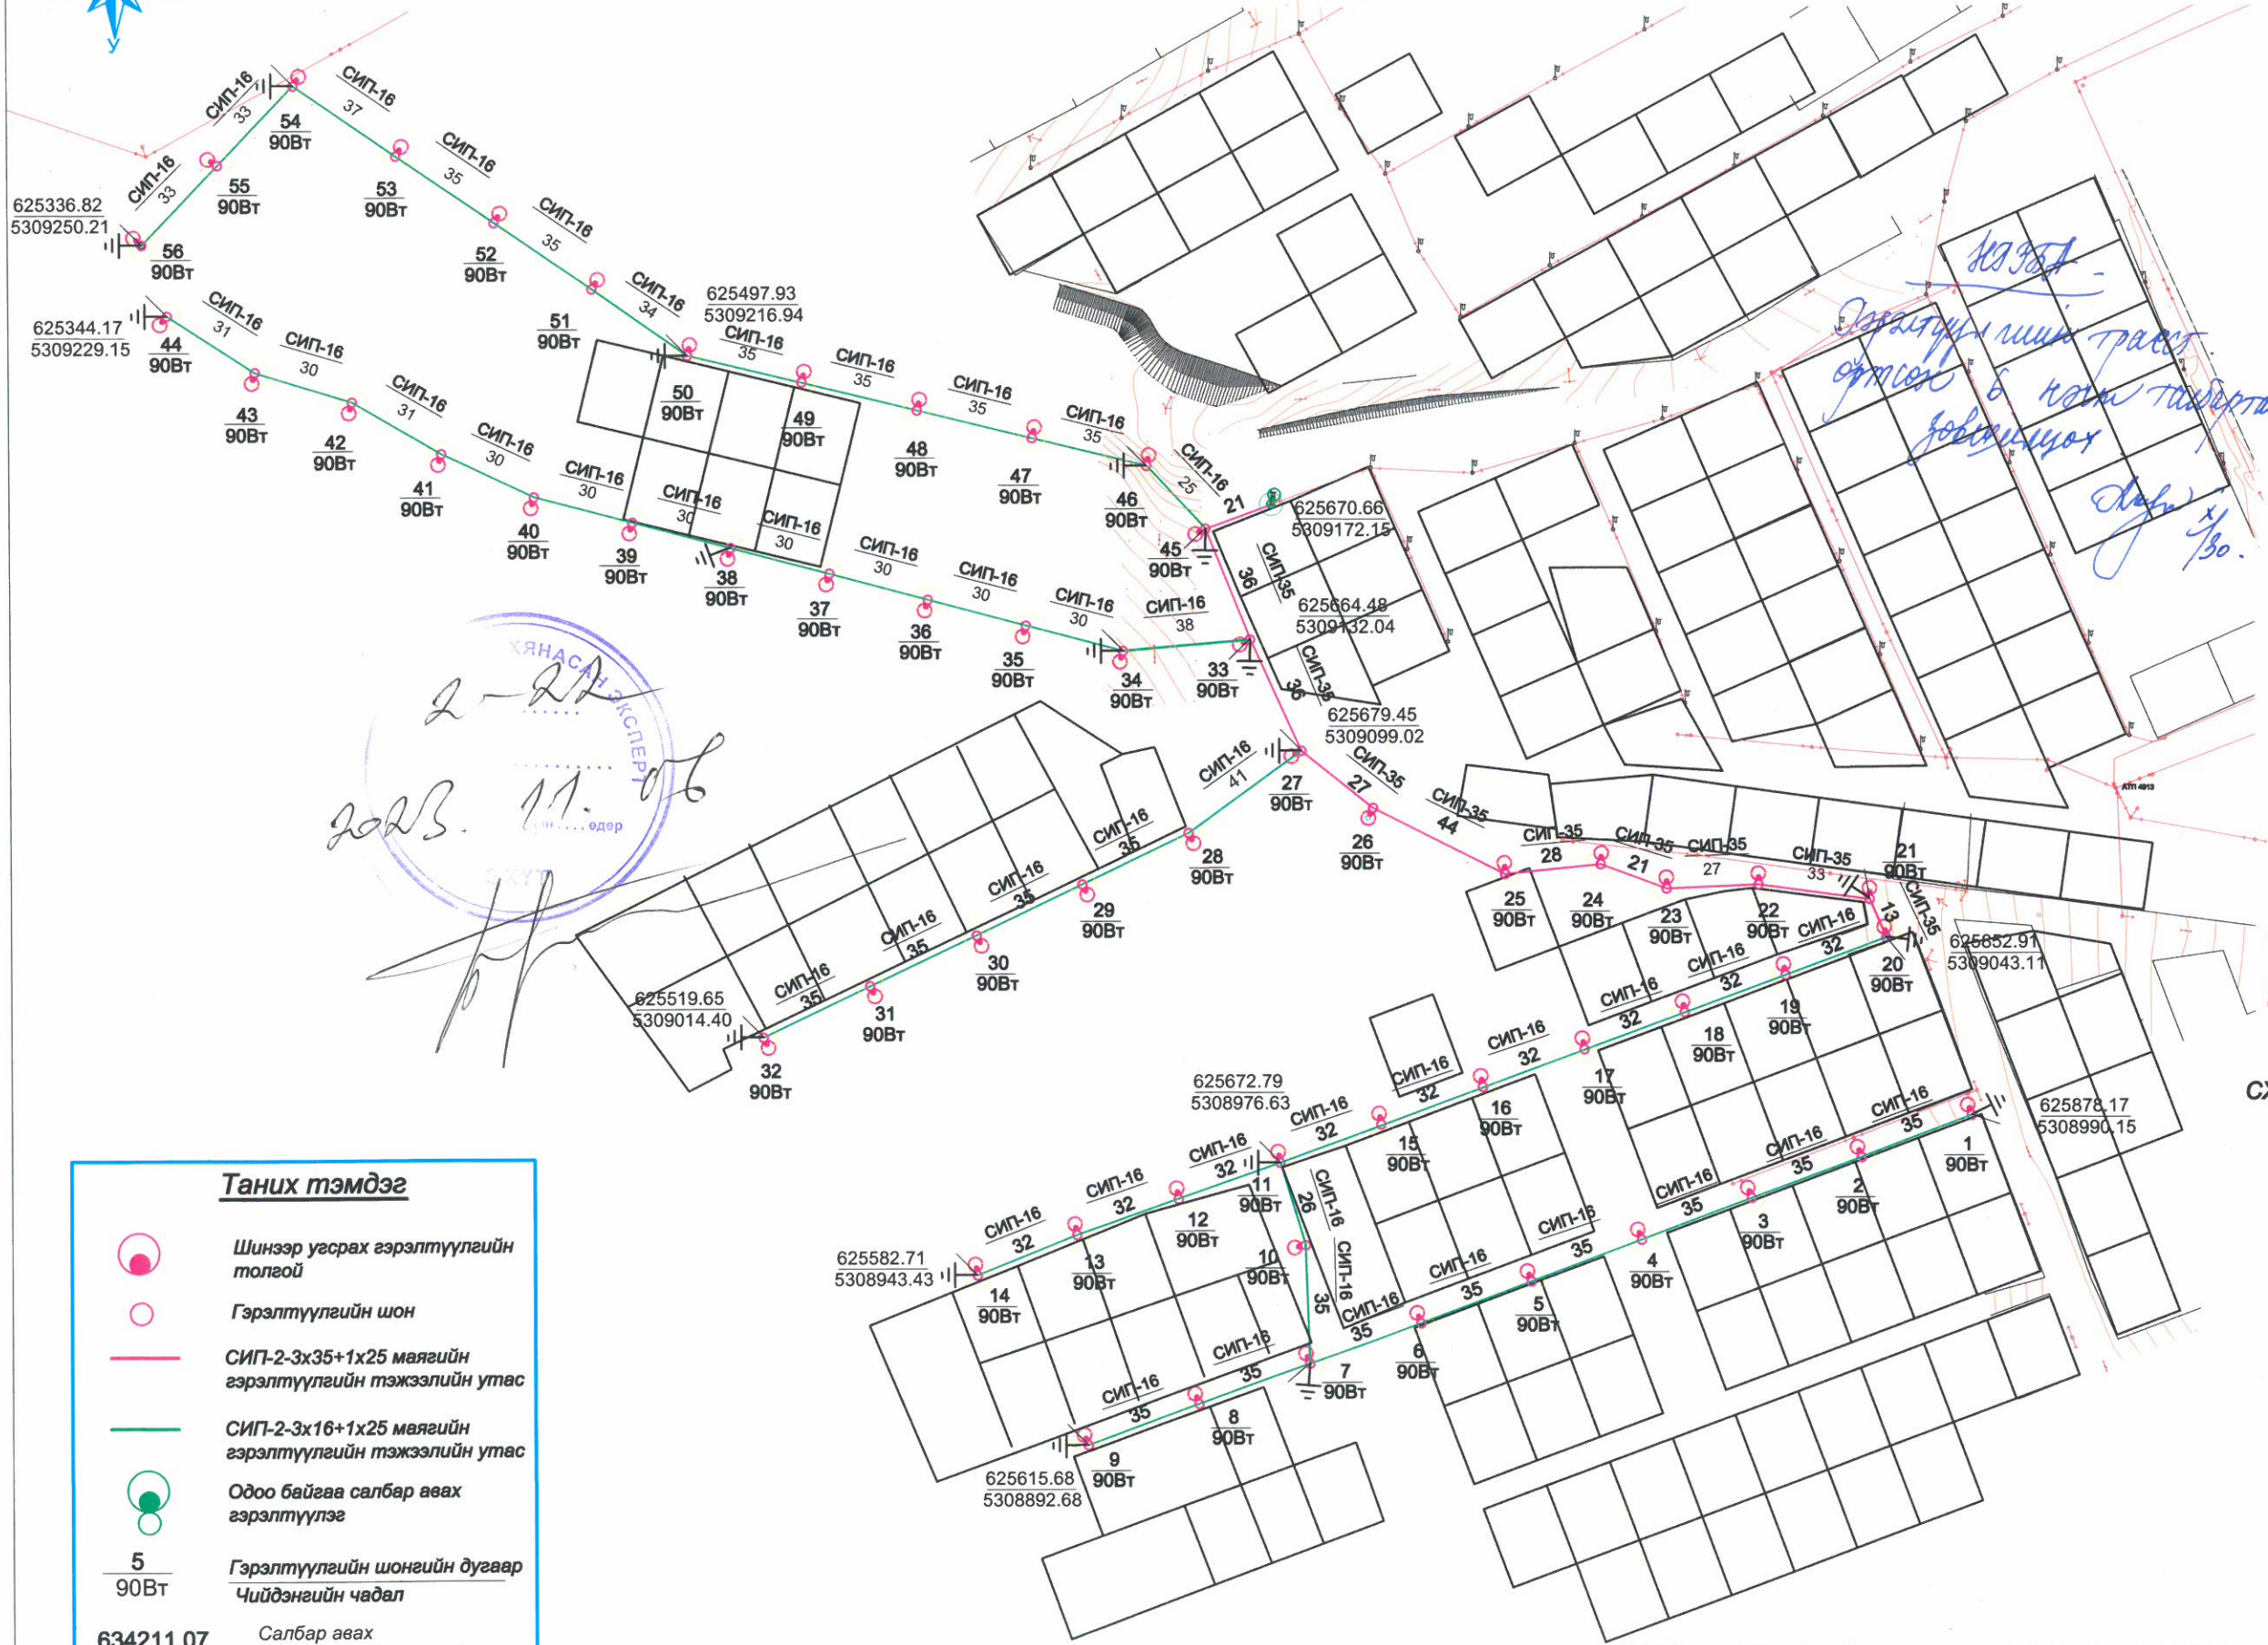 У
СИП-16
33
54
90Вт
СИП-16
37
СИП-16
33
55
90Вт
53
90Вт
СИП-16
35
625336.82
5309250.21
56
90Вт
52
90Вт
СИП-16
35
51
90Вт
СИП-16
34
625497.93
5309216.94
СИП-16
35
50
90Вт
49
90Вт
СИП-16
35
48
90Вт
СИП-16
35
47
90Вт
СИП-16
35
46
90Вт
СИП-16
25
21
45
90Вт
625670.66
5309172.15
625344.17
5309229.15
44
90Вт
СИП-16
31
43
90Вт
СИП-16
30
42
90Вт
СИП-16
31
41
90Вт
СИП-16
30
40
90Вт
СИП-16
30
39
90Вт
СИП-16
30
38
90Вт
СИП-16
30
37
90Вт
СИП-16
30
36
90Вт
СИП-16
30
35
90Вт
СИП-16
30
34
90Вт
СИП-16
38
33
90Вт
СИП-35
36
625664.48
5309132.04
СИП-35
36
625679.45
5309099.02
27
90Вт
СИП-16
41
СИП-35
27
26
90Вт
СИП-35
44
25
90Вт
СИП-35
28
24
90Вт
СИП-35
21
23
90Вт
СИП-35
27
22
90Вт
СИП-35
33
21
90Вт
СИП-35
13
20
90Вт
625852.91
5309043.11
АТП 4913
28
90Вт
СИП-16
35
29
90Вт
СИП-16
35
30
90Вт
СИП-16
35
31
90Вт
СИП-16
35
32
90Вт
625519.65
5309014.40
СИП-16
32
19
90Вт
СИП-16
32
18
90Вт
СИП-16
32
17
90Вт
СИП-16
32
16
90Вт
СИП-16
32
15
90Вт
СИП-16
32
625672.79
5308976.63
11
90Вт
СИП-16
32
12
90Вт
СИП-16
32
13
90Вт
СИП-16
32
14
90Вт
625582.71
5308943.43
СИП-16
26
10
90Вт
СИП-16
35
625878.17
5308990.15
1
90Вт
СИП-16
35
2
90Вт
СИП-16
35
3
90Вт
СИП-16
35
4
90Вт
СИП-16
35
5
90Вт
СИП-16
35
6
90Вт
СИП-16
35
7
90Вт
СИП-16
35
8
90Вт
СИП-16
35
9
90Вт
625615.68
5308892.68
ХЯНАСАН ЭКСПЕРТ
2-22
2023. 11. 07
өдөр
Таних тэмдэг
Шинээр угсрах гэрэлтүүлгийн
толгой
Гэрэлтүүлгийн шон
СИП-2-3х35+1х25 маягийн
гэрэлтүүлгийн тэжээлийн утас
СИП-2-3х16+1х25 маягийн
гэрэлтүүлгийн тэжээлийн утас
Одоо байгаа салбар авах
гэрэлтүүлэг
5
90Вт
Гэрэлтүүлгийн шонгийн дугаар
Чийдэнгийн чадал
634211.07
Салбар авах